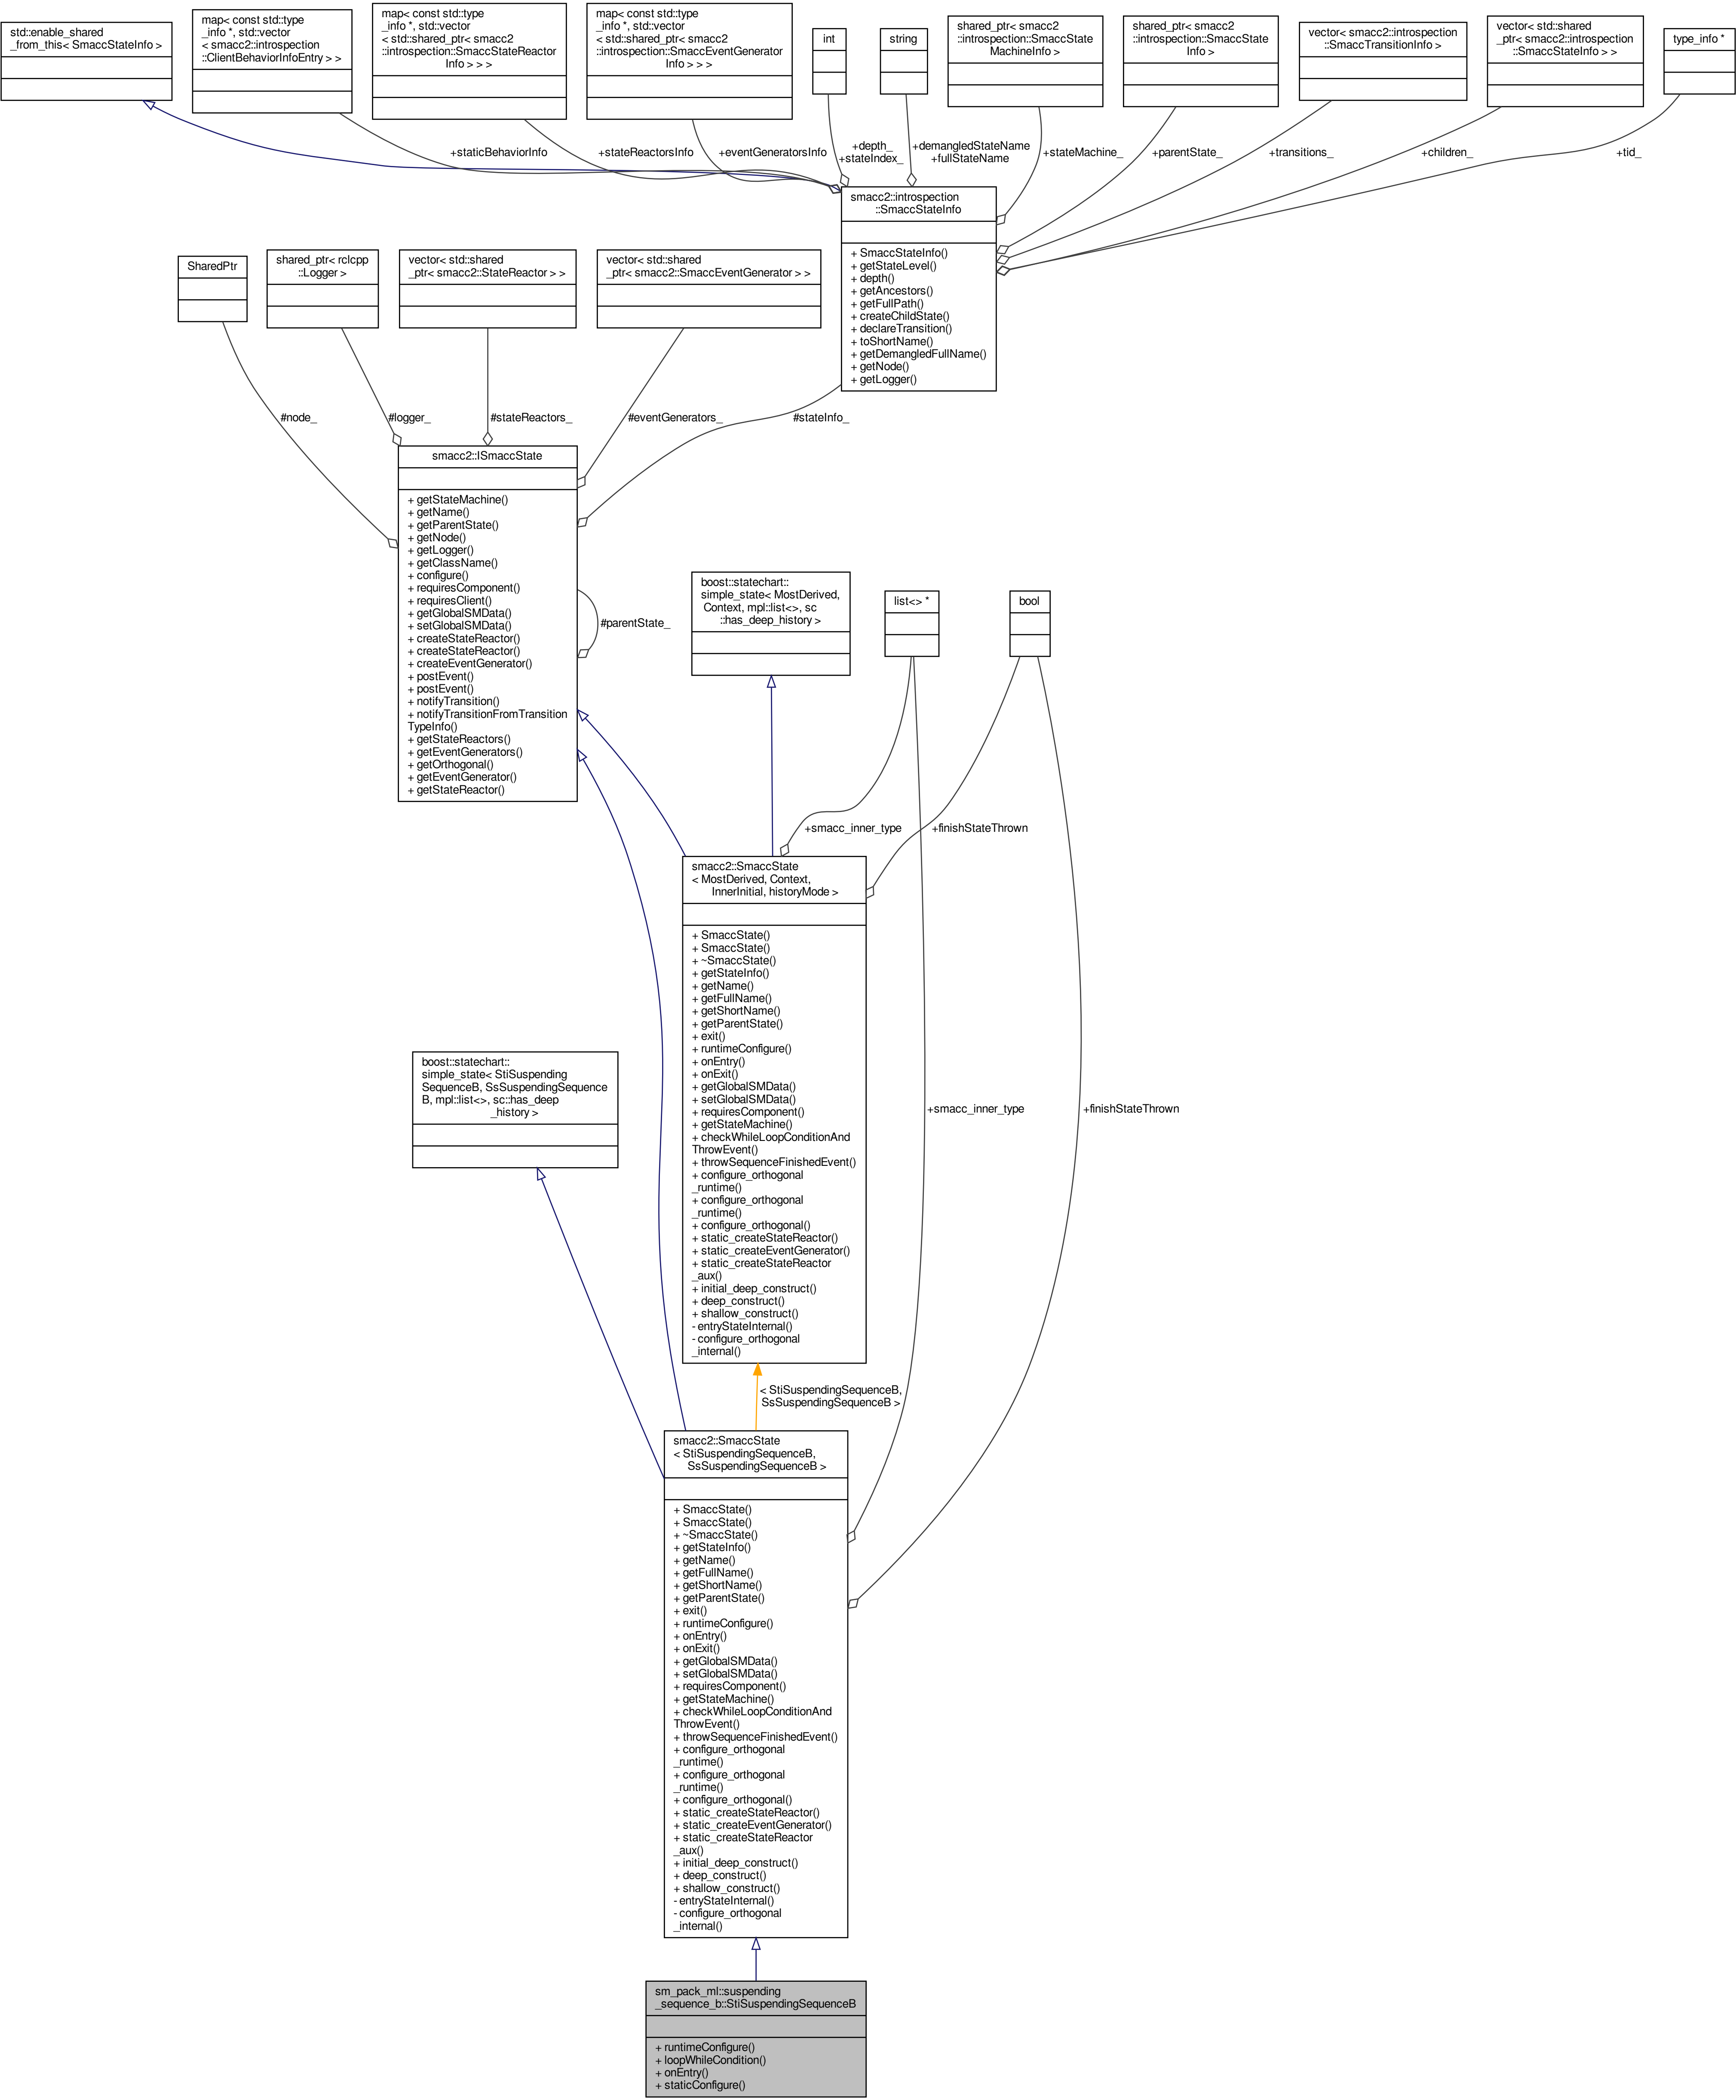 std::enable_shared
_from_this< SmaccStateInfo >
map< const std::type
_info *, std::vector
< smacc2::introspection
::ClientBehaviorInfoEntry > >
map< const std::type
_info *, std::vector
< std::shared_ptr< smacc2
::introspection::SmaccStateReactor
Info > > >
map< const std::type
_info *, std::vector
< std::shared_ptr< smacc2
::introspection::SmaccEventGenerator
Info > > >
int
string
shared_ptr< smacc2
::introspection::SmaccState
MachineInfo >
shared_ptr< smacc2
::introspection::SmaccState
Info >
vector< smacc2::introspection
::SmaccTransitionInfo >
vector< std::shared
_ptr< smacc2::introspection
::SmaccStateInfo > >
type_info *
+staticBehaviorInfo
+stateReactorsInfo
+eventGeneratorsInfo
+depth_
+stateIndex_
+demangledStateName
+fullStateName
+stateMachine_
+parentState_
+transitions_
+children_
+tid_
smacc2::introspection
::SmaccStateInfo
+ SmaccStateInfo()
+ getStateLevel()
+ depth()
+ getAncestors()
+ getFullPath()
+ createChildState()
+ declareTransition()
+ toShortName()
+ getDemangledFullName()
+ getNode()
+ getLogger()
SharedPtr
shared_ptr< rclcpp
::Logger >
vector< std::shared
_ptr< smacc2::StateReactor > >
vector< std::shared
_ptr< smacc2::SmaccEventGenerator > >
#node_
#logger_
#stateReactors_
#eventGenerators_
#stateInfo_
smacc2::ISmaccState
+ getStateMachine()
+ getName()
+ getParentState()
+ getNode()
+ getLogger()
+ getClassName()
+ configure()
+ requiresComponent()
+ requiresClient()
+ getGlobalSMData()
+ setGlobalSMData()
+ createStateReactor()
+ createStateReactor()
+ createEventGenerator()
+ postEvent()
+ postEvent()
+ notifyTransition()
+ notifyTransitionFromTransition
TypeInfo()
+ getStateReactors()
+ getEventGenerators()
+ getOrthogonal()
+ getEventGenerator()
+ getStateReactor()
#parentState_
boost::statechart::
simple_state< MostDerived,
Context, mpl::list<>, sc
::has_deep_history >
list<> *
bool
+smacc_inner_type
+finishStateThrown
smacc2::SmaccState
< MostDerived, Context,
InnerInitial, historyMode >
+ SmaccState()
+ SmaccState()
+ ~SmaccState()
+ getStateInfo()
+ getName()
+ getFullName()
+ getShortName()
+ getParentState()
+ exit()
+ runtimeConfigure()
+ onEntry()
+ onExit()
+ getGlobalSMData()
+ setGlobalSMData()
+ requiresComponent()
+ getStateMachine()
+ checkWhileLoopConditionAnd
ThrowEvent()
+ throwSequenceFinishedEvent()
+ configure_orthogonal
_runtime()
+ configure_orthogonal
_runtime()
+ configure_orthogonal()
+ static_createStateReactor()
+ static_createEventGenerator()
+ static_createStateReactor
_aux()
+ initial_deep_construct()
+ deep_construct()
+ shallow_construct()
- entryStateInternal()
- configure_orthogonal
_internal()
boost::statechart::
simple_state< StiSuspending
SequenceB, SsSuspendingSequence
B, mpl::list<>, sc::has_deep
_history >
+smacc_inner_type
+finishStateThrown
< StiSuspendingSequenceB,
SsSuspendingSequenceB >
smacc2::SmaccState
< StiSuspendingSequenceB,
SsSuspendingSequenceB >
+ SmaccState()
+ SmaccState()
+ ~SmaccState()
+ getStateInfo()
+ getName()
+ getFullName()
+ getShortName()
+ getParentState()
+ exit()
+ runtimeConfigure()
+ onEntry()
+ onExit()
+ getGlobalSMData()
+ setGlobalSMData()
+ requiresComponent()
+ getStateMachine()
+ checkWhileLoopConditionAnd
ThrowEvent()
+ throwSequenceFinishedEvent()
+ configure_orthogonal
_runtime()
+ configure_orthogonal
_runtime()
+ configure_orthogonal()
+ static_createStateReactor()
+ static_createEventGenerator()
+ static_createStateReactor
_aux()
+ initial_deep_construct()
+ deep_construct()
+ shallow_construct()
- entryStateInternal()
- configure_orthogonal
_internal()
sm_pack_ml::suspending
_sequence_b::StiSuspendingSequenceB
+ runtimeConfigure()
+ loopWhileCondition()
+ onEntry()
+ staticConfigure()